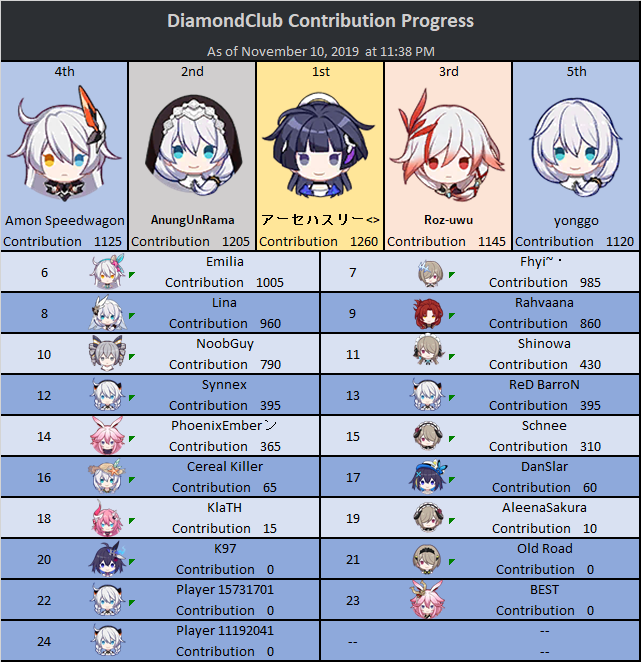 DiamondClub Contribution Progress
As of November 10, 2019 at 11:38 PM
4th
2nd
1st
3rd
5th
Amon Speedwagon
AnungUnRama
アーセハスリー<>
Roz-uwu
yonggo
Contribution 1125
Contribution 1205
Contribution 1260
Contribution 1145
Contribution 1120
6
Emilia
Contribution 1005
7
Fhyi~・
Contribution 985
8
Lina
Contribution 960
9
Rahvaana
Contribution 860
10
NoobGuy
Contribution 790
11
Shinowa
Contribution 430
12
Synnex
Contribution 395
13
ReD BarroN
Contribution 395
14
PhoenixEmberン
Contribution 365
15
Schnee
Contribution 310
16
Cereal Killer
Contribution 65
17
DanSlar
Contribution 60
18
KlaTH
Contribution 15
19
AleenaSakura
Contribution 10
20
K97
Contribution 0
21
Old Road
Contribution 0
22
Player 15731701
Contribution 0
23
BEST
Contribution 0
24
Player 11192041
Contribution 0
--
--
--